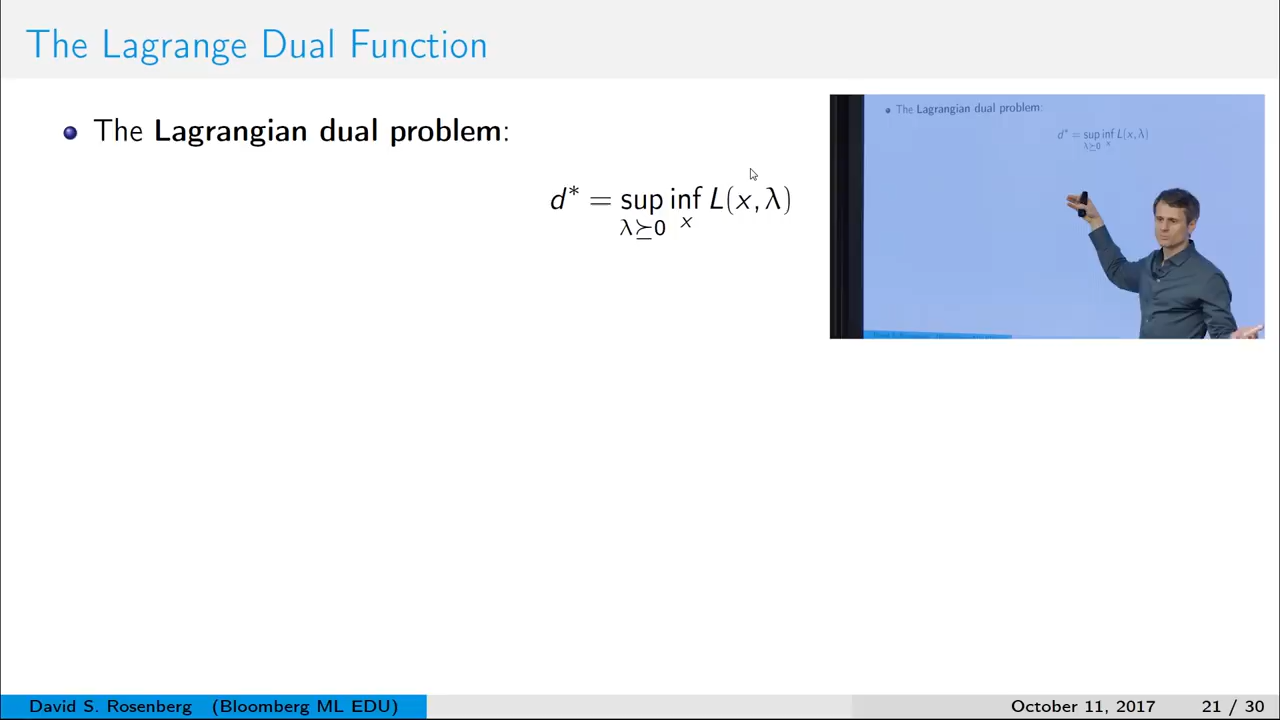 The Lagrange Dual Function
• The Lagrangian dual problem:
d* = sup inf L(x, λ)
λ⪰0 x
• The Lagrangian dual problem:
d* = sup inf L(x, λ)
λ⪰0 x
David S. Rosenberg (Bloomberg ML EDU)
October 11, 2017
21 / 30